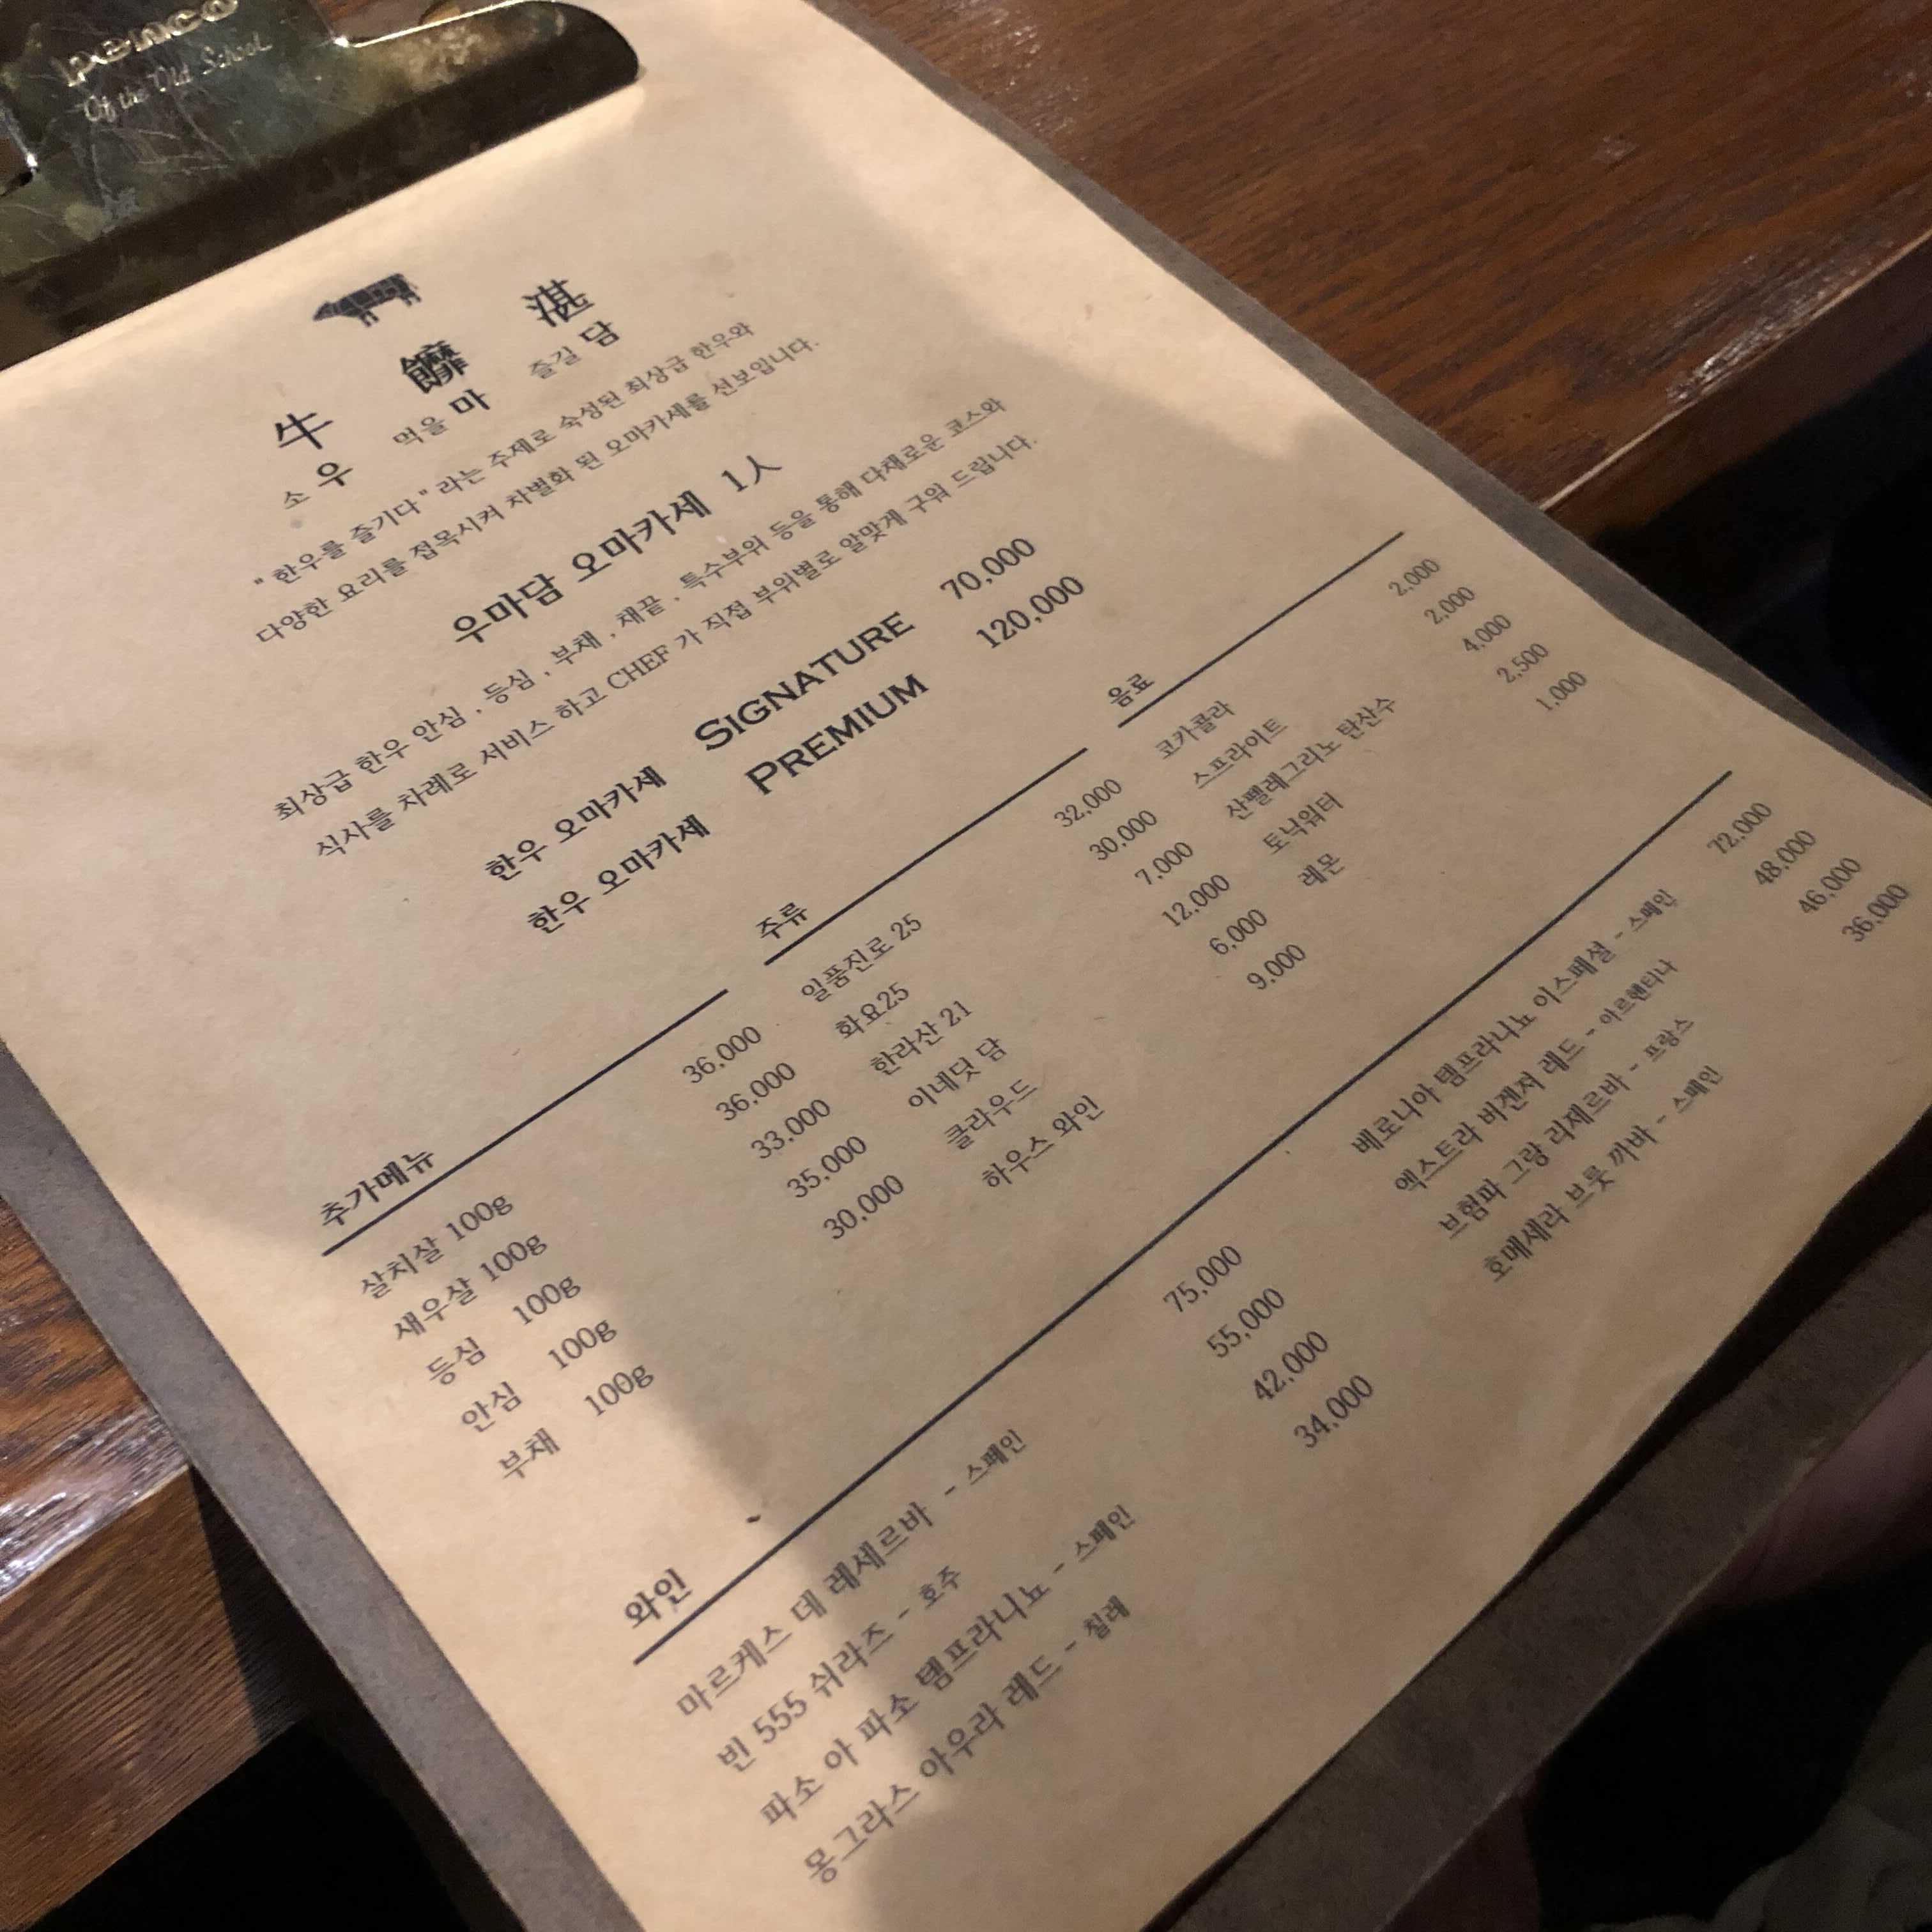 penco
Of the Old School
牛 饝 湛
소 우 먹을 마 즐길 담
" 한우를 즐기다 " 라는 주제로 숙성된 최상급 한우와
다양한 요리를 접목시켜 차별화 된 오마카세를 선보입니다.
우마담 오마카세 1人
최상급 한우 안심 , 등심 , 부채 , 채끝 , 특수부위 등을 통해 다채로운 코스와
식사를 차례로 서비스 하고 CHEF 가 직접 부위별로 알맞게 구워 드립니다.
한우 오마카세 SIGNATURE 70,000
한우 오마카세 PREMIUM 120,000
추가메뉴
살치살 100g 36,000
새우살 100g 36,000
등심 100g 33,000
안심 100g 35,000
부채 100g 30,000
주류
일품진로 25 32,000
화요25 30,000
한라산 21 7,000
이네딧 담 12,000
클라우드 6,000
하우스 와인 9,000
음료
코카콜라 2,000
스프라이트 2,000
산펠레그리노 탄산수 4,000
토닉워터 2,500
레몬 1,000
와인
마르케스 데 레세르바 - 스페인 75,000
빈 555 쉬라즈 - 호주 55,000
파소 아 파소 템프라니뇨 - 스페인 42,000
몽그라스 아우라 레드 - 칠레 34,000
베로니아 템프라니뇨 이스페셜 - 스페인 72,000
엑스트라 버겐저 레드 - 아르헨티나 48,000
브험파 그랑 리제르바 - 프랑스 46,000
호메세라 브룻 까바 - 스페인 36,000